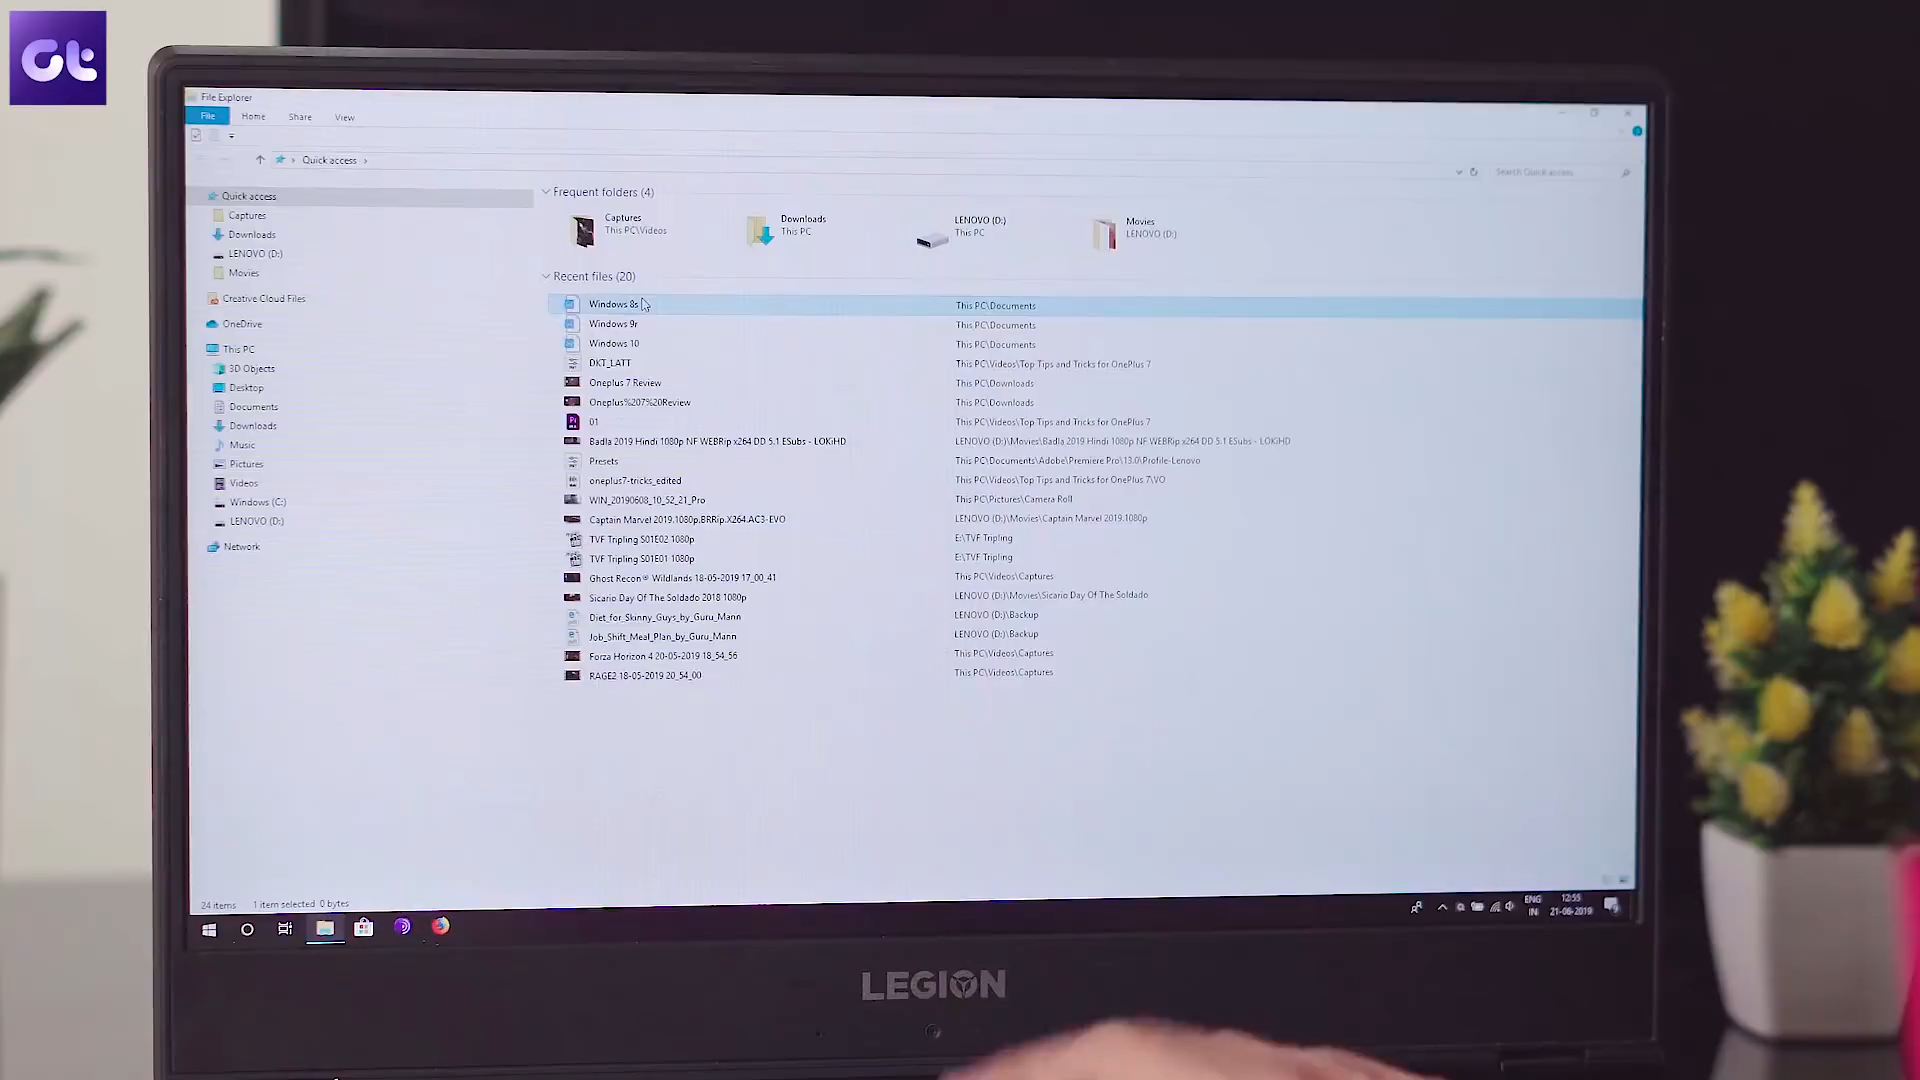 Gt
File Explorer
File Home Share View
Quick access
Search Quick access
Quick access
Captures
Downloads
LENOVO (D:)
Movies
Creative Cloud Files
OneDrive
This PC
3D Objects
Desktop
Documents
Downloads
Music
Pictures
Videos
Windows (C:)
LENOVO (D:)
Network
Frequent folders (4)
Captures
This PC\Videos
Downloads
This PC
LENOVO (D:)
This PC
Movies
LENOVO (D:)
Recent files (20)
Windows 8s This PC\Documents
Windows 9r This PC\Documents
Windows 10 This PC\Documents
DKT_LATT This PC\Videos\Top Tips and Tricks for OnePlus 7
Oneplus 7 Review This PC\Downloads
Oneplus%207%20Review This PC\Downloads
01 This PC\Videos\Top Tips and Tricks for OnePlus 7
Badla 2019 Hindi 1080p NF WEBRip x264 DD 5.1 ESubs - LOKiHD LENOVO (D:)\Movies\Badla 2019 Hindi 1080p NF WEBRip x264 DD 5.1 ESubs - LOKiHD
Presets This PC\Documents\Adobe\Premiere Pro\13.0\Profile-Lenovo
oneplus7-tricks_edited This PC\Videos\Top Tips and Tricks for OnePlus 7\VO
WIN_20190608_10_52_21_Pro This PC\Pictures\Camera Roll
Captain Marvel 2019.1080p.BRRip.X264.AC3-EVO LENOVO (D:)\Movies\Captain Marvel 2019.1080p
TVF Tripling S01E02 1080p E:\TVF Tripling
TVF Tripling S01E01 1080p E:\TVF Tripling
Ghost Recon® Wildlands 18-05-2019 17_00_41 This PC\Videos\Captures
Sicario Day Of The Soldado 2018 1080p LENOVO (D:)\Movies\Sicario Day Of The Soldado
Diet_for_Skinny_Guys_by_Guru_Mann LENOVO (D:)\Backup
Job_Shift_Meal_Plan_by_Guru_Mann LENOVO (D:)\Backup
Forza Horizon 4 20-05-2019 18_54_56 This PC\Videos\Captures
RAGE2 18-05-2019 20_54_00 This PC\Videos\Captures
24 items 1 item selected 0 bytes
ENG
IN
12:55
21-06-2019
LEGION